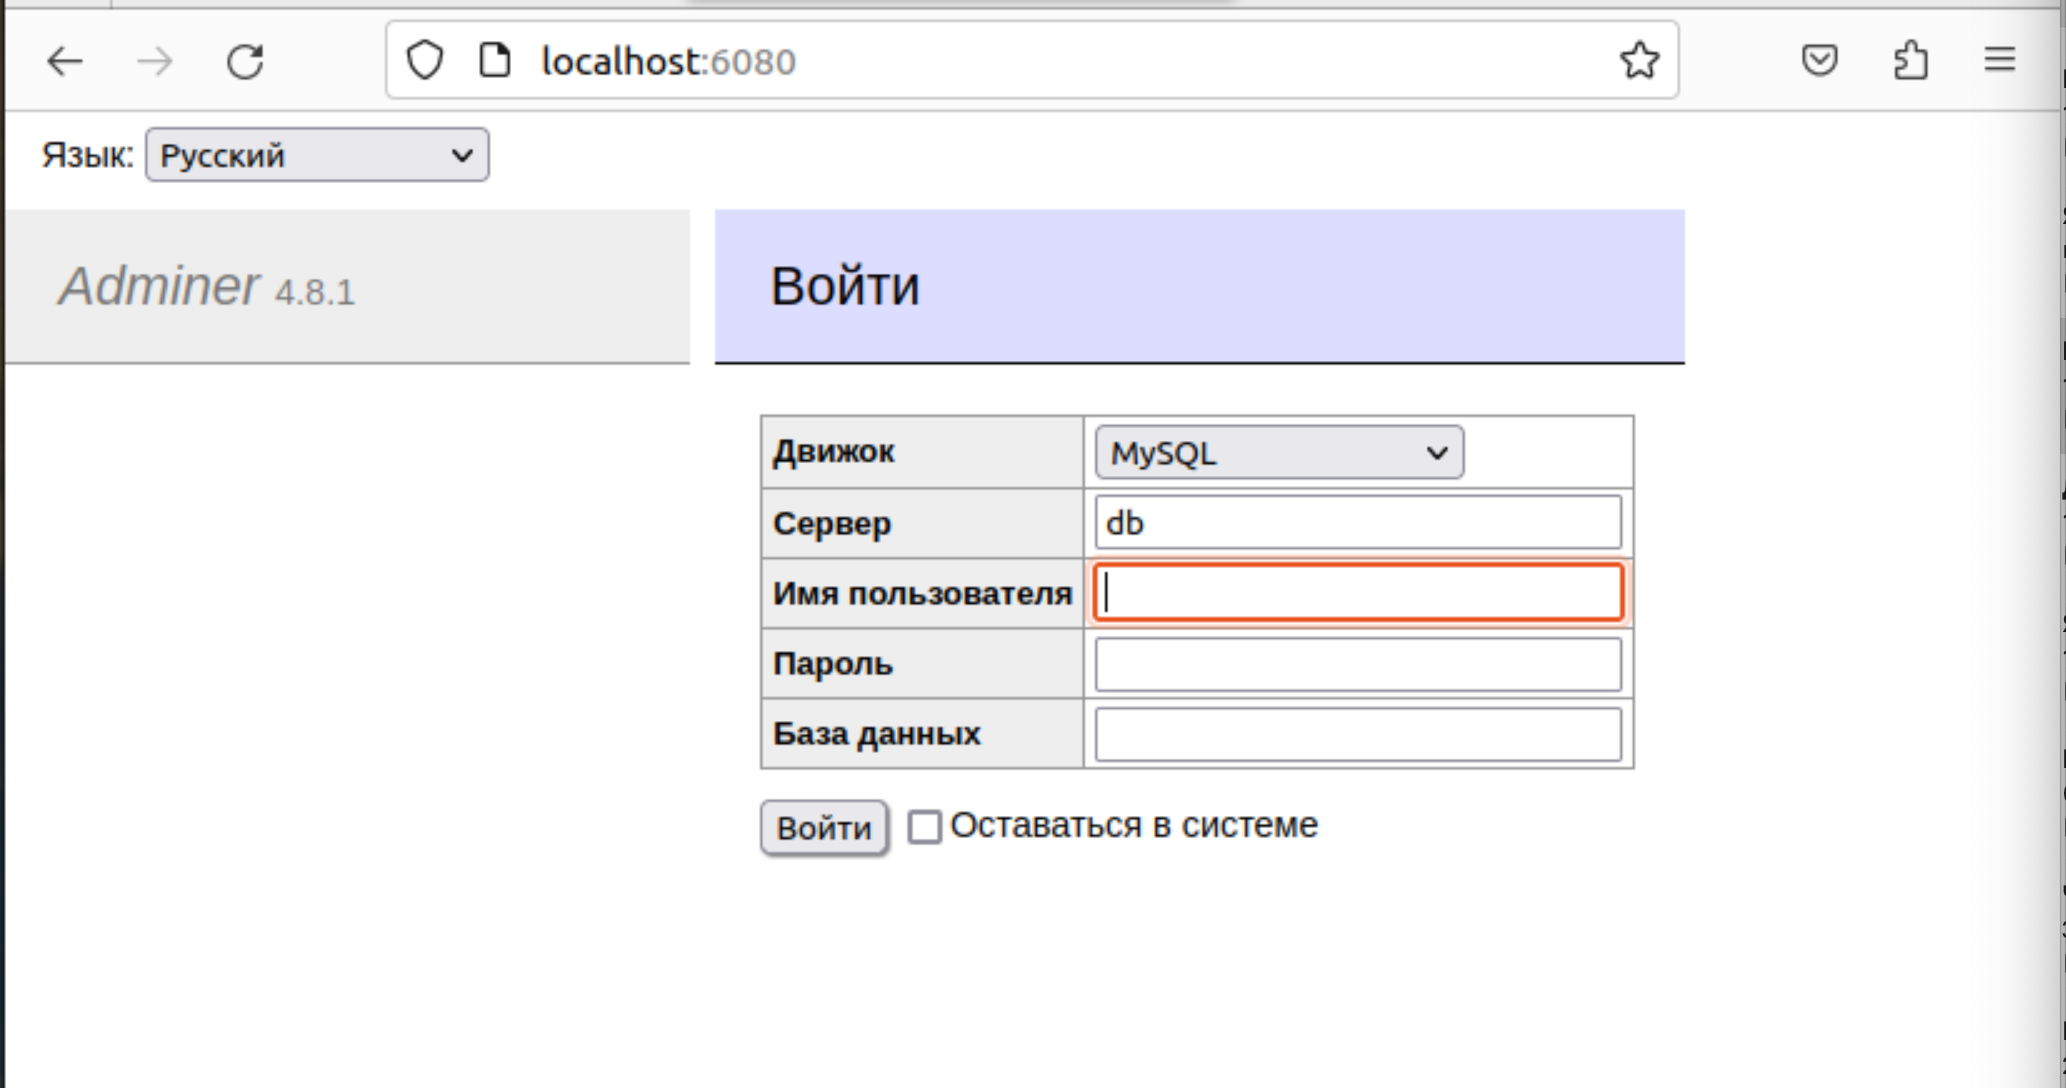 localhost:6080
Язык: Русский
Adminer 4.8.1
Войти
Движок MySQL
Сервер db
Имя пользователя
Пароль
База данных
Войти Оставаться в системе